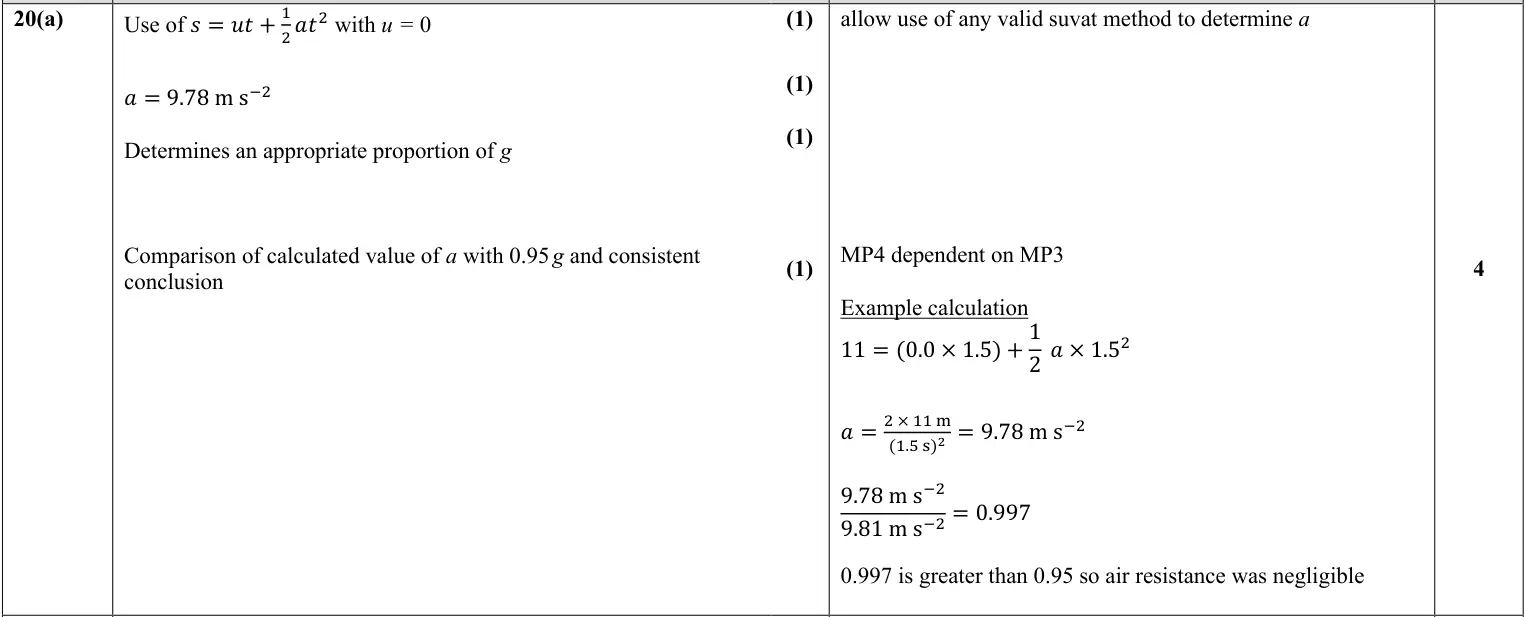 20(a)
Use of s = ut + 1/2 at² with u = 0
(1)
allow use of any valid suvat method to determine a
a = 9.78 m s⁻²
(1)
Determines an appropriate proportion of g
(1)
Comparison of calculated value of a with 0.95g and consistent
conclusion
(1)
MP4 dependent on MP3
4
Example calculation
11 = (0.0 × 1.5) + 1/2 a × 1.5²
a = 2 × 11 m/(1.5 s)² = 9.78 m s⁻²
9.78 m s⁻²/9.81 m s⁻² = 0.997
0.997 is greater than 0.95 so air resistance was negligible